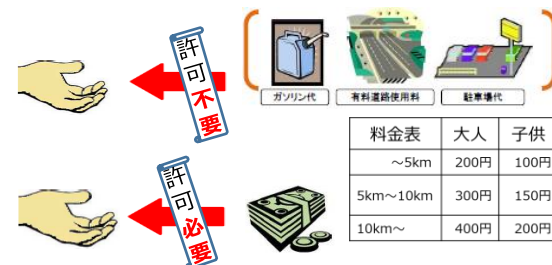 許可不要
ガソリン代
有料道路使用料
駐車場代
許可必要
料金表 大人 子供
～5km 200円 100円
5km～10km 300円 150円
10km～ 400円 200円